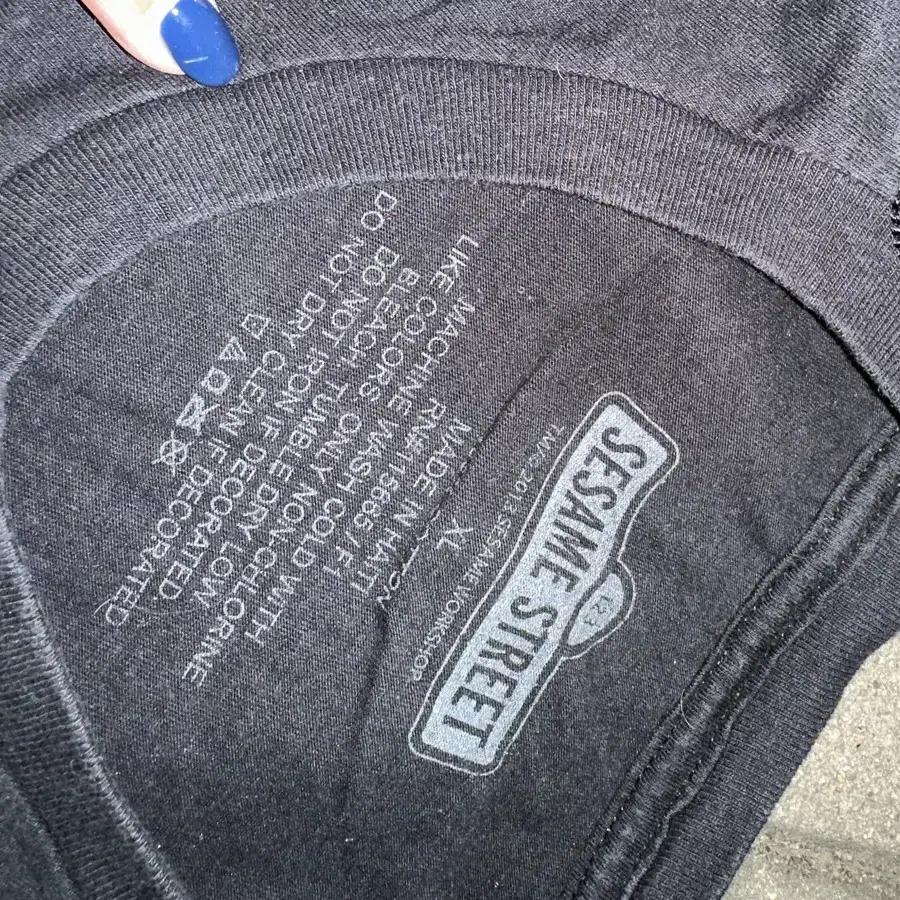 123
SESAME STREET
TM/© 2013 SESAME WORKSHOP
XL
MADE IN HAITI
RN#115665 / F1
MACHINE WASH COLD WITH
LIKE COLORS ONLY NON-CHLORINE
BLEACH, TUMBLE DRY LOW
DO NOT IRON IF DECORATED
DO NOT DRY CLEAN IF DECORATED